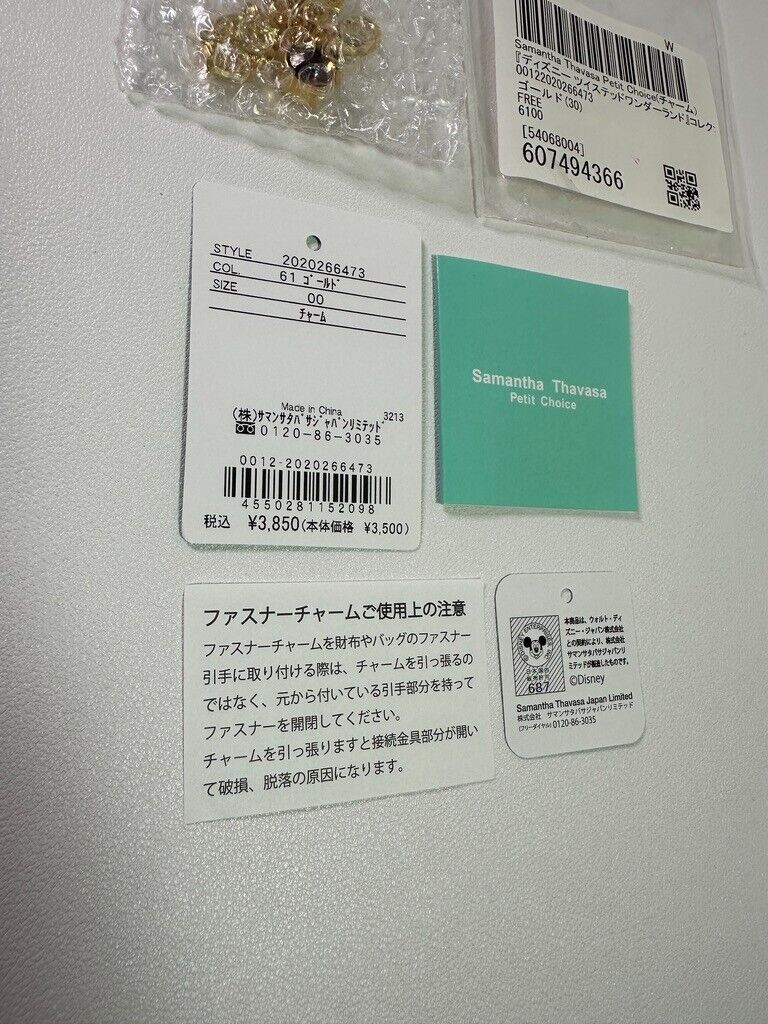 W
Samantha Thavasa Petit Choice(チャーム)
『ディズニー ツイステッドワンダーランド』コレク
0012202026​6473
ゴールド(30)
FREE
6100
[54068004]
607494366
STYLE 2020266473
COL. 61 ゴールド
SIZE 00
チャーム
Made in China 3213
(株)サマンサタバサジャパンリミテッド
0120-86-3035
0012-2020266473
4550281152098
税込 ¥3,850(本体価格 ¥3,500)
Samantha Thavasa
Petit Choice
ファスナーチャームご使用上の注意
ファスナーチャームを財布やバッグのファスナー
引手に取り付ける際は、チャームを引っ張るの
ではなく、元から付いている引手部分を持って
ファスナーを開閉してください。
チャームを引っ張りますと接続金具部分が開い
て破損、脱落の原因になります。
本商品は、ウォルト・ディ
ズニー・ジャパン株式会社
との契約により、株式会社
サマンサタバサジャパンリ
ミテッドが製造したものです。
©Disney
687
Samantha Thavasa Japan Limited
株式会社 サマンサタバサジャパンリミテッド
(フリーダイヤル) 0120-86-3035